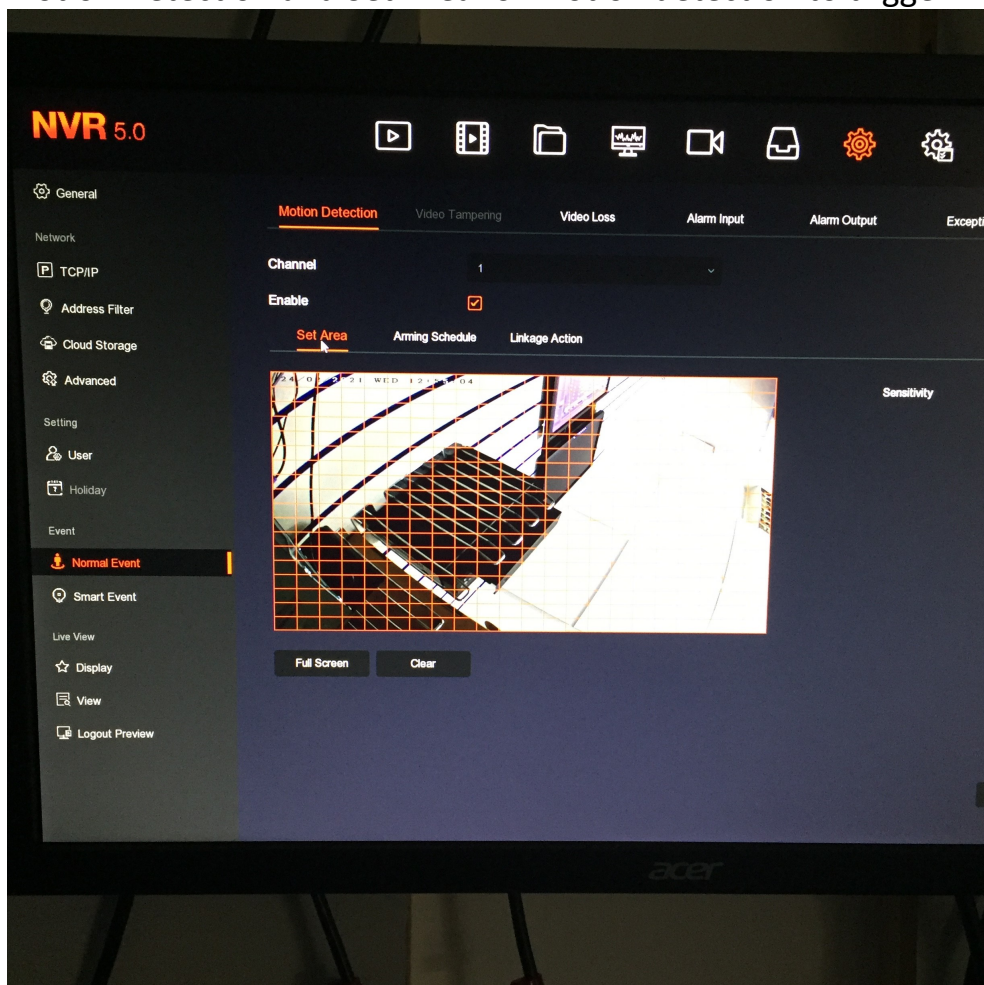 NVR 5.0
General
Motion Detection Video Tampering Video Loss Alarm Input Alarm Output Excepti
Network
Channel 1
P TCP/IP
Enable
Address Filter
Set Area Arming Schedule Linkage Action
Cloud Storage
Advanced
WED
Sensitivity
Setting
User
Holiday
Event
Normal Event
Smart Event
Live View
Full Screen Clear
Display
View
Logout Preview
acer